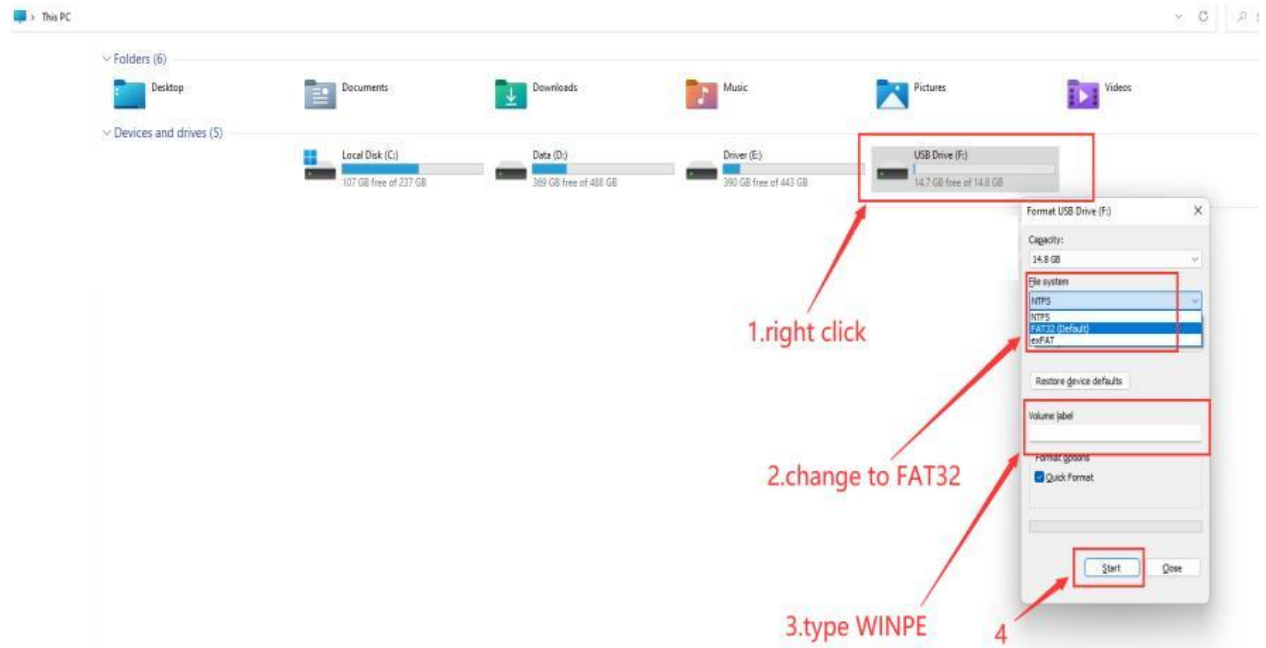 This PC
Folders (6)
Desktop
Documents
Downloads
Music
Pictures
Videos
Devices and drives (5)
Local Disk (C:)
107 GB free of 237 GB
Data (D:)
369 GB free of 488 GB
Driver (E:)
390 GB free of 443 GB
USB Drive (F:)
14.7 GB free of 14.8 GB
Format USB Drive (F:)
Capacity:
14.8 GB
File system
NTFS
NTFS
FAT32 (Default)
exFAT
Restore device defaults
Volume label
Format options
Quick Format
Start
Close
1.right click
2.change to FAT32
3.type WINPE
4